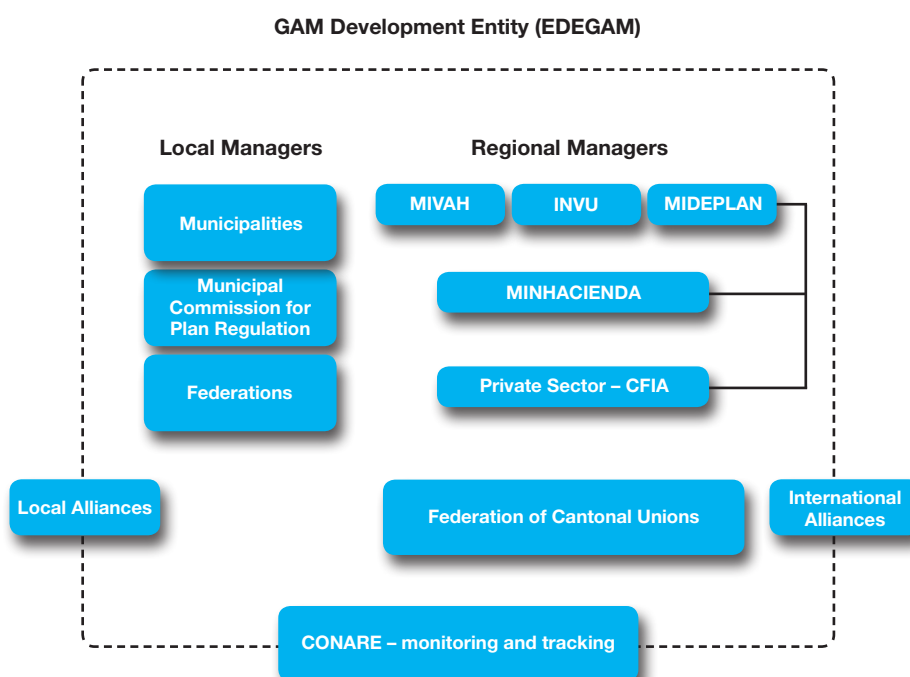 GAM Development Entity (EDEGAM)
Local Managers
Municipalities
Municipal
Commission for
Plan Regulation
Federations
Regional Managers
MIVAH
INVU
MIDEPLAN
MINHACIENDA
Private Sector – CFIA
Local Alliances
Federation of Cantonal Unions
International
Alliances
CONARE – monitoring and tracking